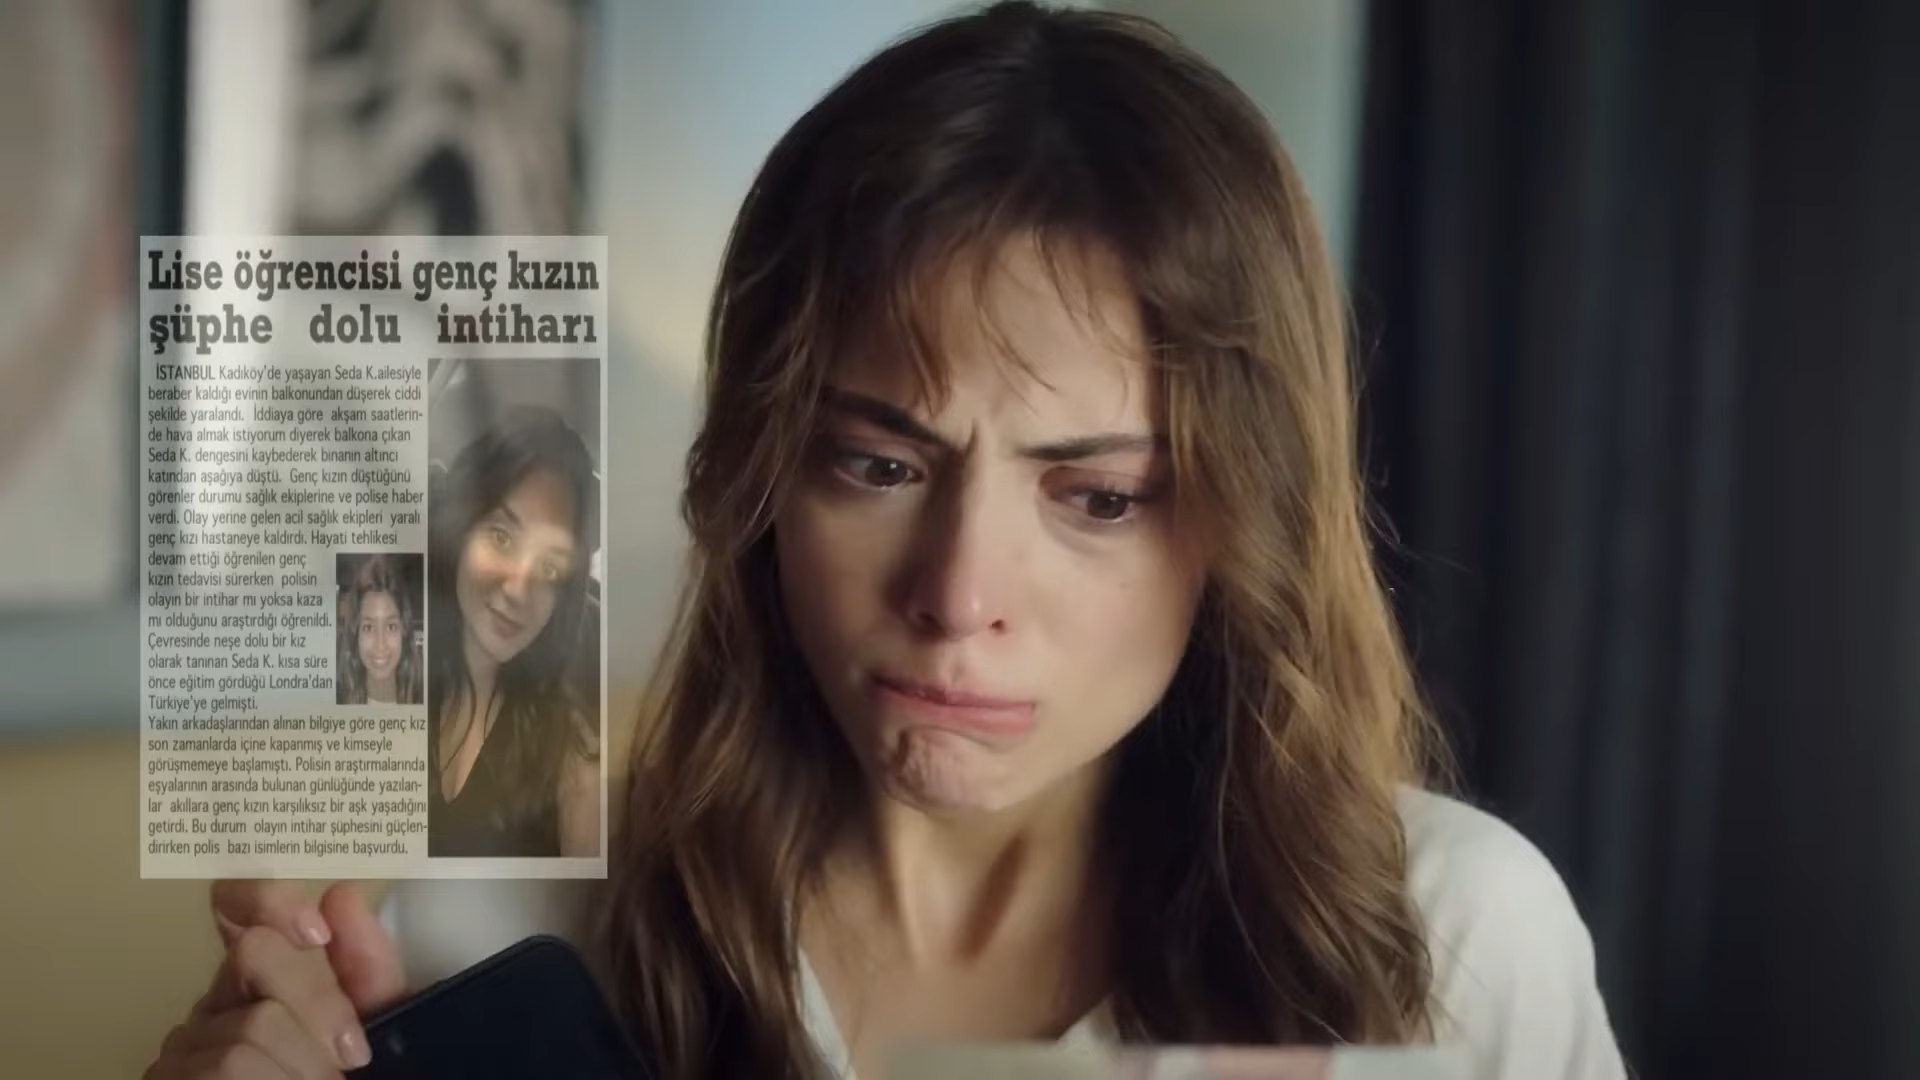 Lise öğrencisi genç kızın
şüphe dolu intiharı
İSTANBUL Kadıköy'de yaşayan Seda K.ailesiyle
beraber kaldığı evinin balkonundan düşerek ciddi
şekilde yaralandı. İddiaya göre akşam saatlerin-
de hava almak istiyorum diyerek balkona çıkan
Seda K. dengesini kaybederek binanın altıncı
katından aşağıya düştü. Genç kızın düştüğünü
görenler durumu sağlık ekiplerine ve polise haber
verdi. Olay yerine gelen acil sağlık ekipleri yaralı
genç kızı hastaneye kaldırdı. Hayati tehlikesi
devam ettiği öğrenilen genç
kızın tedavisi sürerken polisin
olayın bir intihar mı yoksa kaza
mı olduğunu araştırdığı öğrenildi.
Çevresinde neşe dolu bir kız
olarak tanınan Seda K. kısa süre
önce eğitim gördüğü Londra'dan
Türkiye'ye gelmişti.
Yakın arkadaşlarından alınan bilgiye göre genç kız
son zamanlarda içine kapanmış ve kimseyle
görüşmemeye başlamıştı. Polisin araştırmalarında
eşyalarının arasında bulunan günlüğünde yazılan-
lar akıllara genç kızın karşılıksız bir aşk yaşadığını
getirdi. Bu durum olayın intihar şüphesini güçlen-
dirirken polis bazı isimlerin bilgisine başvurdu.